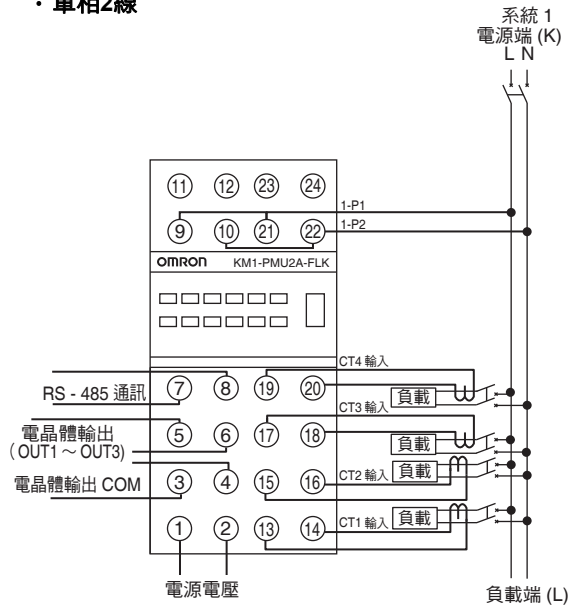 ・單相2線
系統 1
電源端 (K)
L N
⑪ ⑫ ㉓ ㉔
1-P1
⑨ ⑩ ㉑ ㉒
1-P2
OMRON KM1-PMU2A-FLK
CT4 輸入
⑦ ⑧ ⑲ ⑳
RS - 485 通訊
負載
CT3 輸入
⑤ ⑥ ⑰ ⑱
電晶體輸出
（OUT1～OUT3)
負載
③ ④ ⑮ ⑯
CT2 輸入
負載
電晶體輸出 COM
① ② ⑬ ⑭
CT1 輸入
負載
電源電壓
負載端 (L)